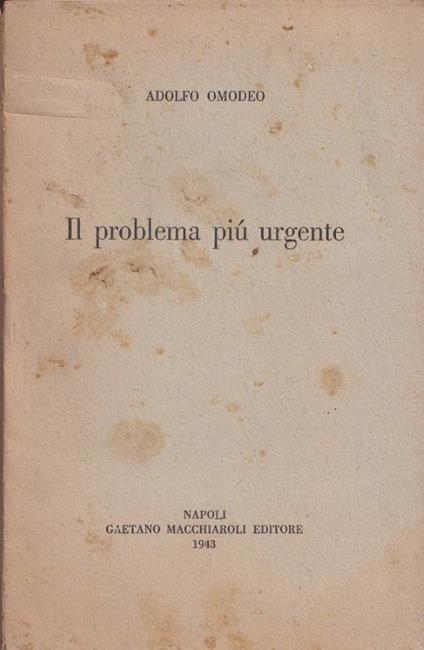 ADOLFO OMODEO
Il problema piú urgente
NAPOLI
GAETANO MACCHIAROLI EDITORE
1943